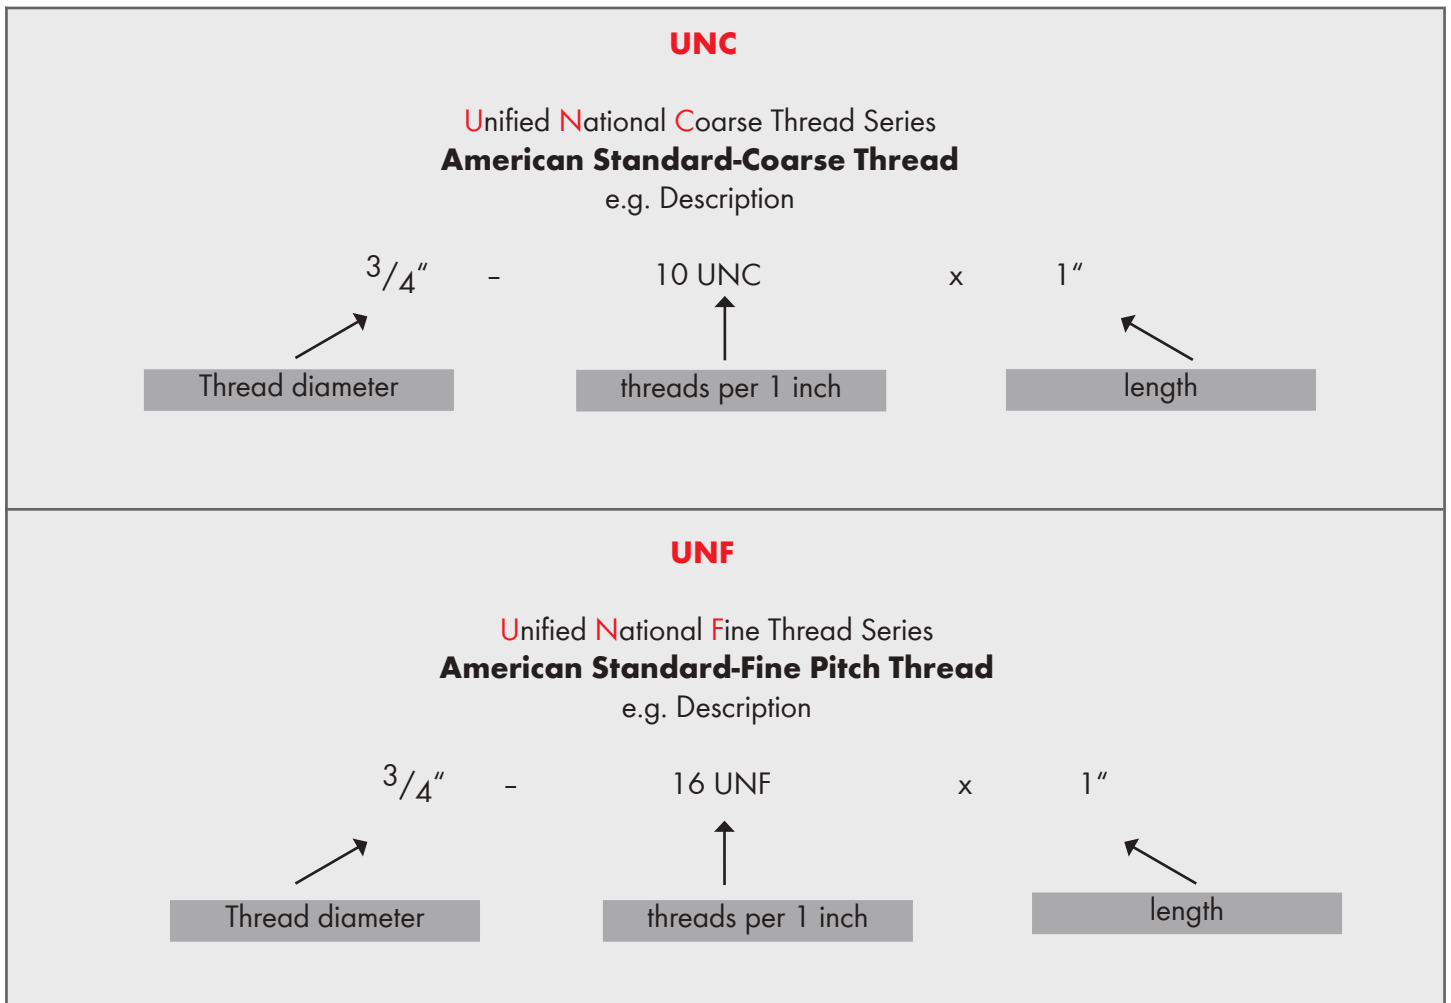 UNC
Unified National Coarse Thread Series
American Standard-Coarse Thread
e.g. Description
3/4“ – 10 UNC x 1“
Thread diameter threads per 1 inch length
UNF
Unified National Fine Thread Series
American Standard-Fine Pitch Thread
e.g. Description
3/4“ – 16 UNF x 1“
Thread diameter threads per 1 inch length